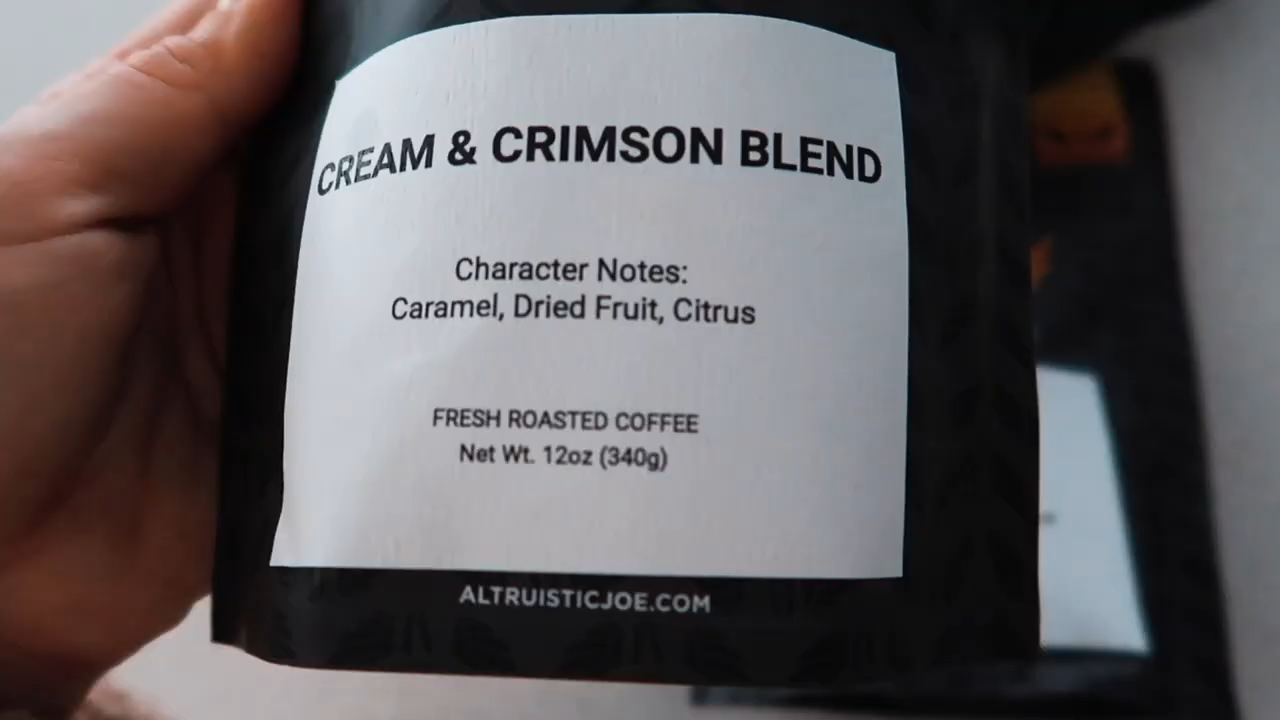 CREAM & CRIMSON BLEND
Character Notes:
Caramel, Dried Fruit, Citrus
FRESH ROASTED COFFEE
Net Wt. 12oz (340g)
ALTRUISTICJOE.COM